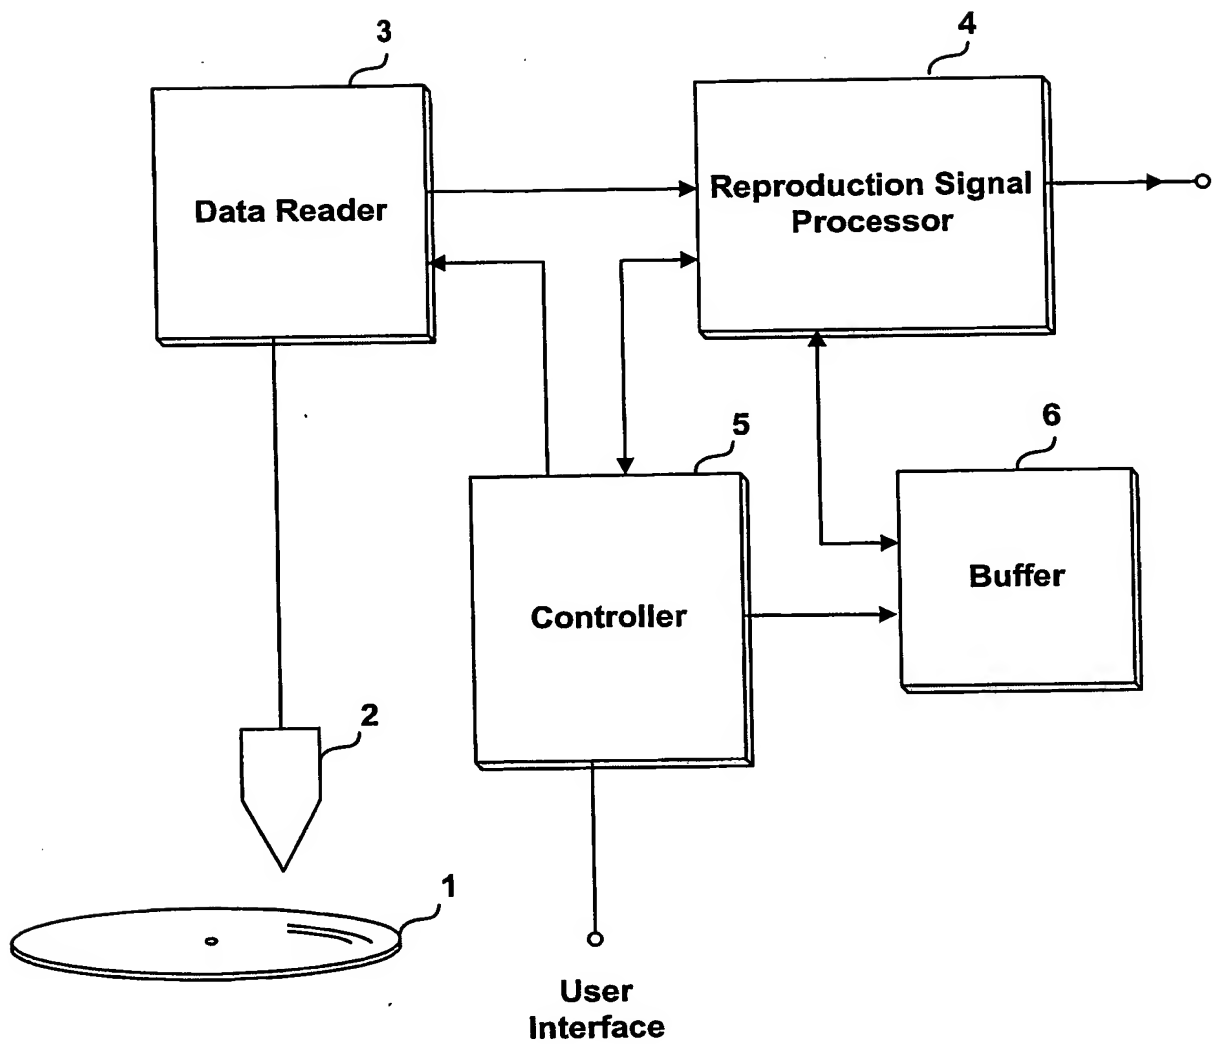 3
4
Data Reader
Reproduction Signal
Processor
5
6
Controller
Buffer
2
1
User
Interface